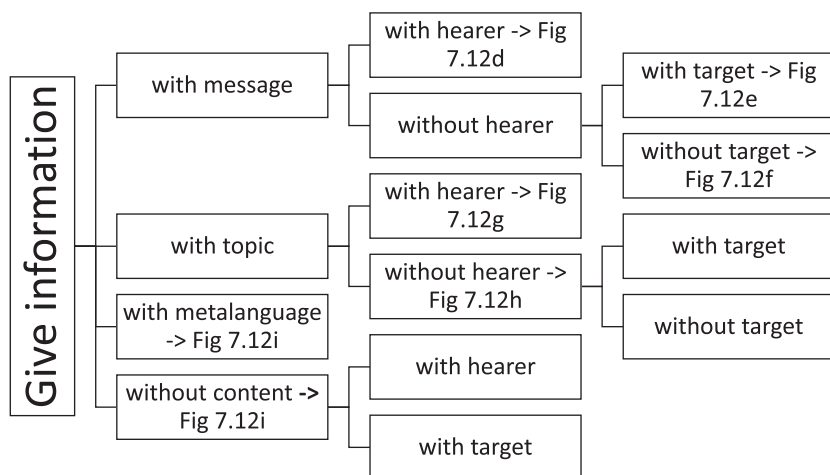 Give information
with message
with hearer -> Fig
7.12d
without hearer
with target -> Fig
7.12e
without target ->
Fig 7.12f
with topic
with hearer -> Fig
7.12g
without hearer ->
Fig 7.12h
with target
without target
with metalanguage
-> Fig 7.12i
without content ->
Fig 7.12i
with hearer
with target